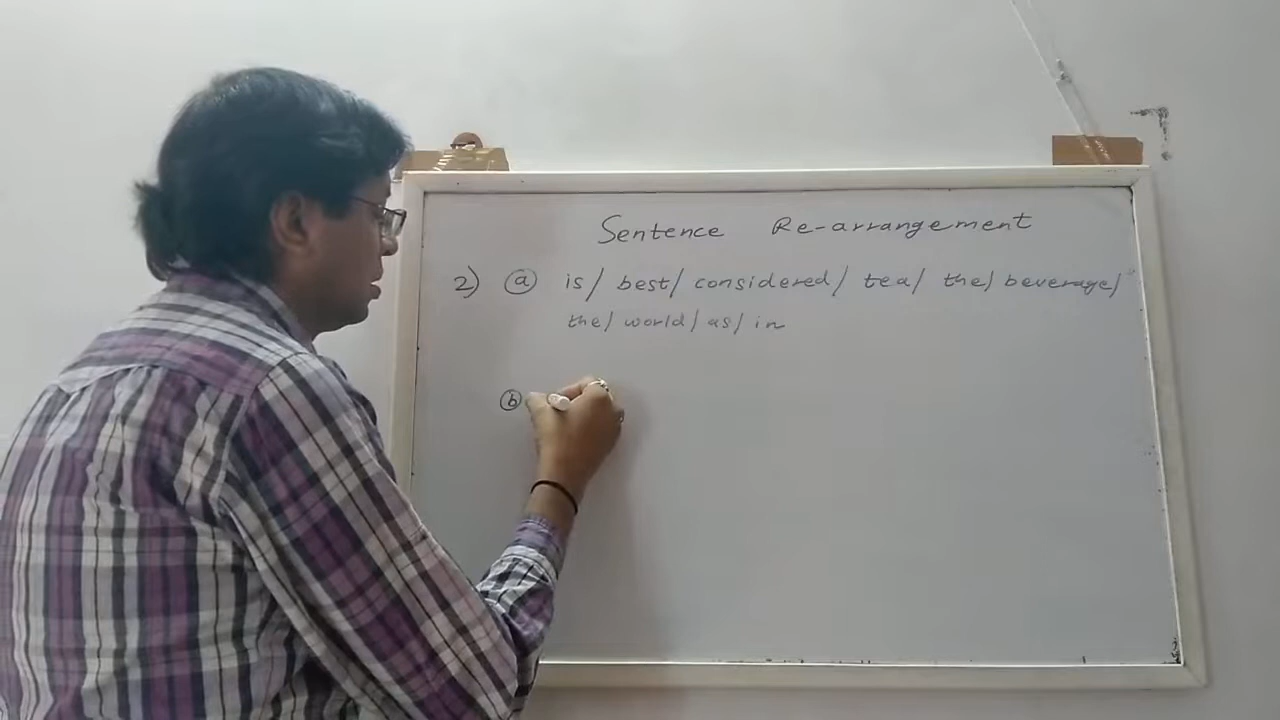 Sentence Re-arrangement
2) a is/ best/ considered/ tea/ the/ beverage/
the/ world/ as/ in
b